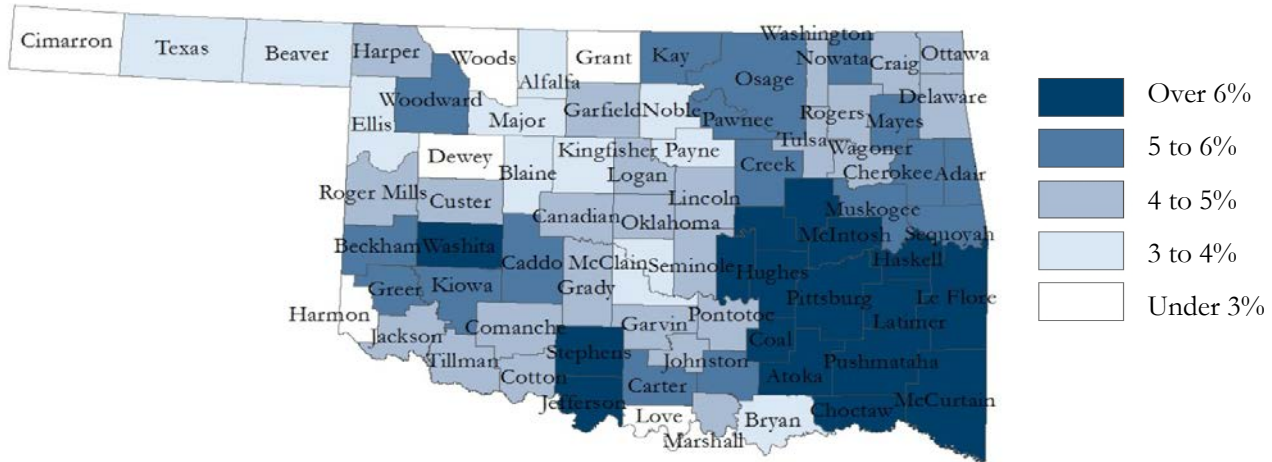 Cimarron
Texas
Beaver
Harper
Woods
Alfalfa
Grant
Kay
Osage
Washington
Nowata
Craig
Ottawa
Delaware
Woodward
Ellis
Major
Garfield
Noble
Pawnee
Rogers
Mayes
Tulsa
Wagoner
Dewey
Blaine
Kingfisher
Logan
Payne
Creek
Cherokee
Adair
Roger Mills
Custer
Canadian
Oklahoma
Lincoln
Muskogee
McIntosh
Sequoyah
Beckham
Washita
Caddo
McClain
Grady
Seminole
Hughes
Haskell
Pittsburg
Le Flore
Latimer
Greer
Kiowa
Harmon
Jackson
Comanche
Tillman
Cotton
Stephens
Garvin
Pontotoc
Coal
Johnston
Atoka
Pushmataha
McCurtain
Jefferson
Carter
Love
Marshall
Bryan
Choctaw
Over 6%
5 to 6%
4 to 5%
3 to 4%
Under 3%